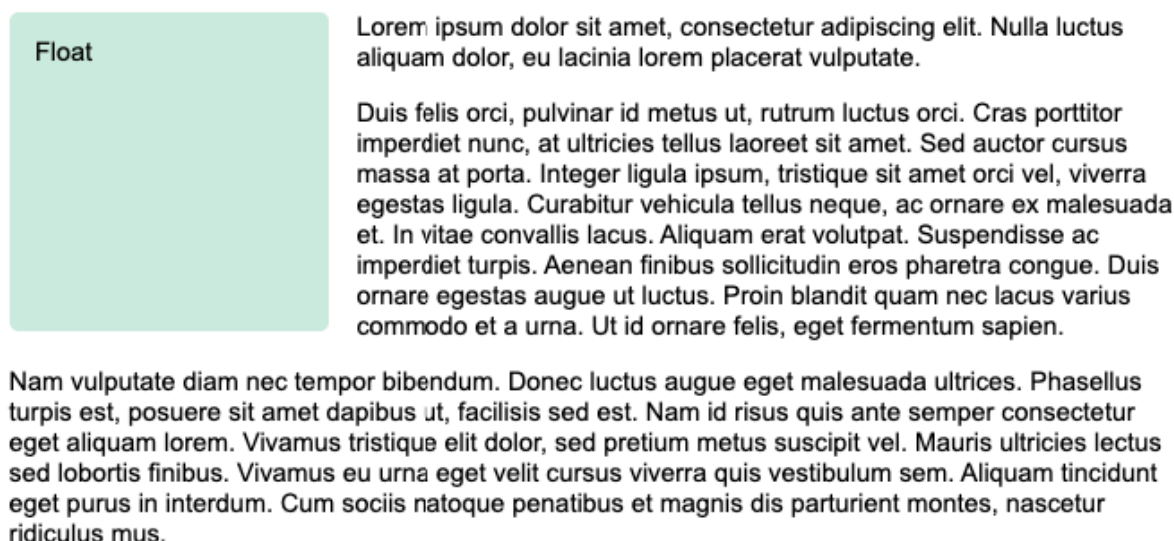 Float
Lorem ipsum dolor sit amet, consectetur adipiscing elit. Nulla luctus
aliquam dolor, eu lacinia lorem placerat vulputate.
Duis felis orci, pulvinar id metus ut, rutrum luctus orci. Cras porttitor
imperdiet nunc, at ultricies tellus laoreet sit amet. Sed auctor cursus
massa at porta. Integer ligula ipsum, tristique sit amet orci vel, viverra
egestas ligula. Curabitur vehicula tellus neque, ac ornare ex malesuada
et. In vitae convallis lacus. Aliquam erat volutpat. Suspendisse ac
imperdiet turpis. Aenean finibus sollicitudin eros pharetra congue. Duis
ornare egestas augue ut luctus. Proin blandit quam nec lacus varius
commodo et a urna. Ut id ornare felis, eget fermentum sapien.
Nam vulputate diam nec tempor bibendum. Donec luctus augue eget malesuada ultrices. Phasellus
turpis est, posuere sit amet dapibus ut, facilisis sed est. Nam id risus quis ante semper consectetur
eget aliquam lorem. Vivamus tristique elit dolor, sed pretium metus suscipit vel. Mauris ultricies lectus
sed lobortis finibus. Vivamus eu urna eget velit cursus viverra quis vestibulum sem. Aliquam tincidunt
eget purus in interdum. Cum sociis natoque penatibus et magnis dis parturient montes, nascetur
ridiculus mus.